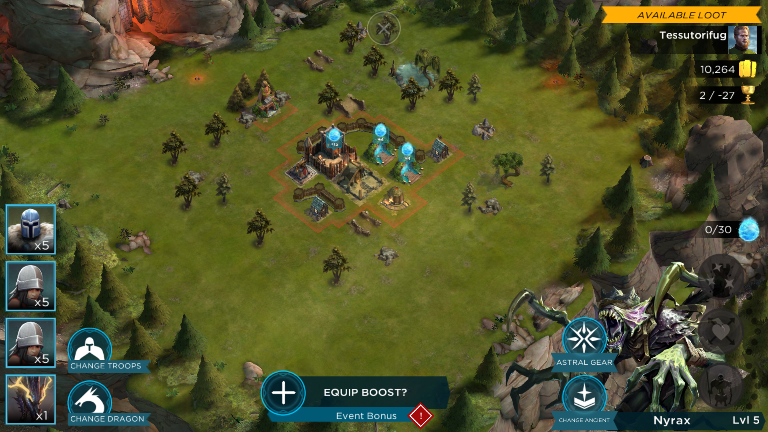 AVAILABLE LOOT
Tessutorifug
10,264
2 / -27
0/30
x5
x5
x5
x1
CHANGE TROOPS
CHANGE DRAGON
EQUIP BOOST?
Event Bonus
ASTRAL GEAR
CHANGE ANCIENT
Nyrax Lvl 5